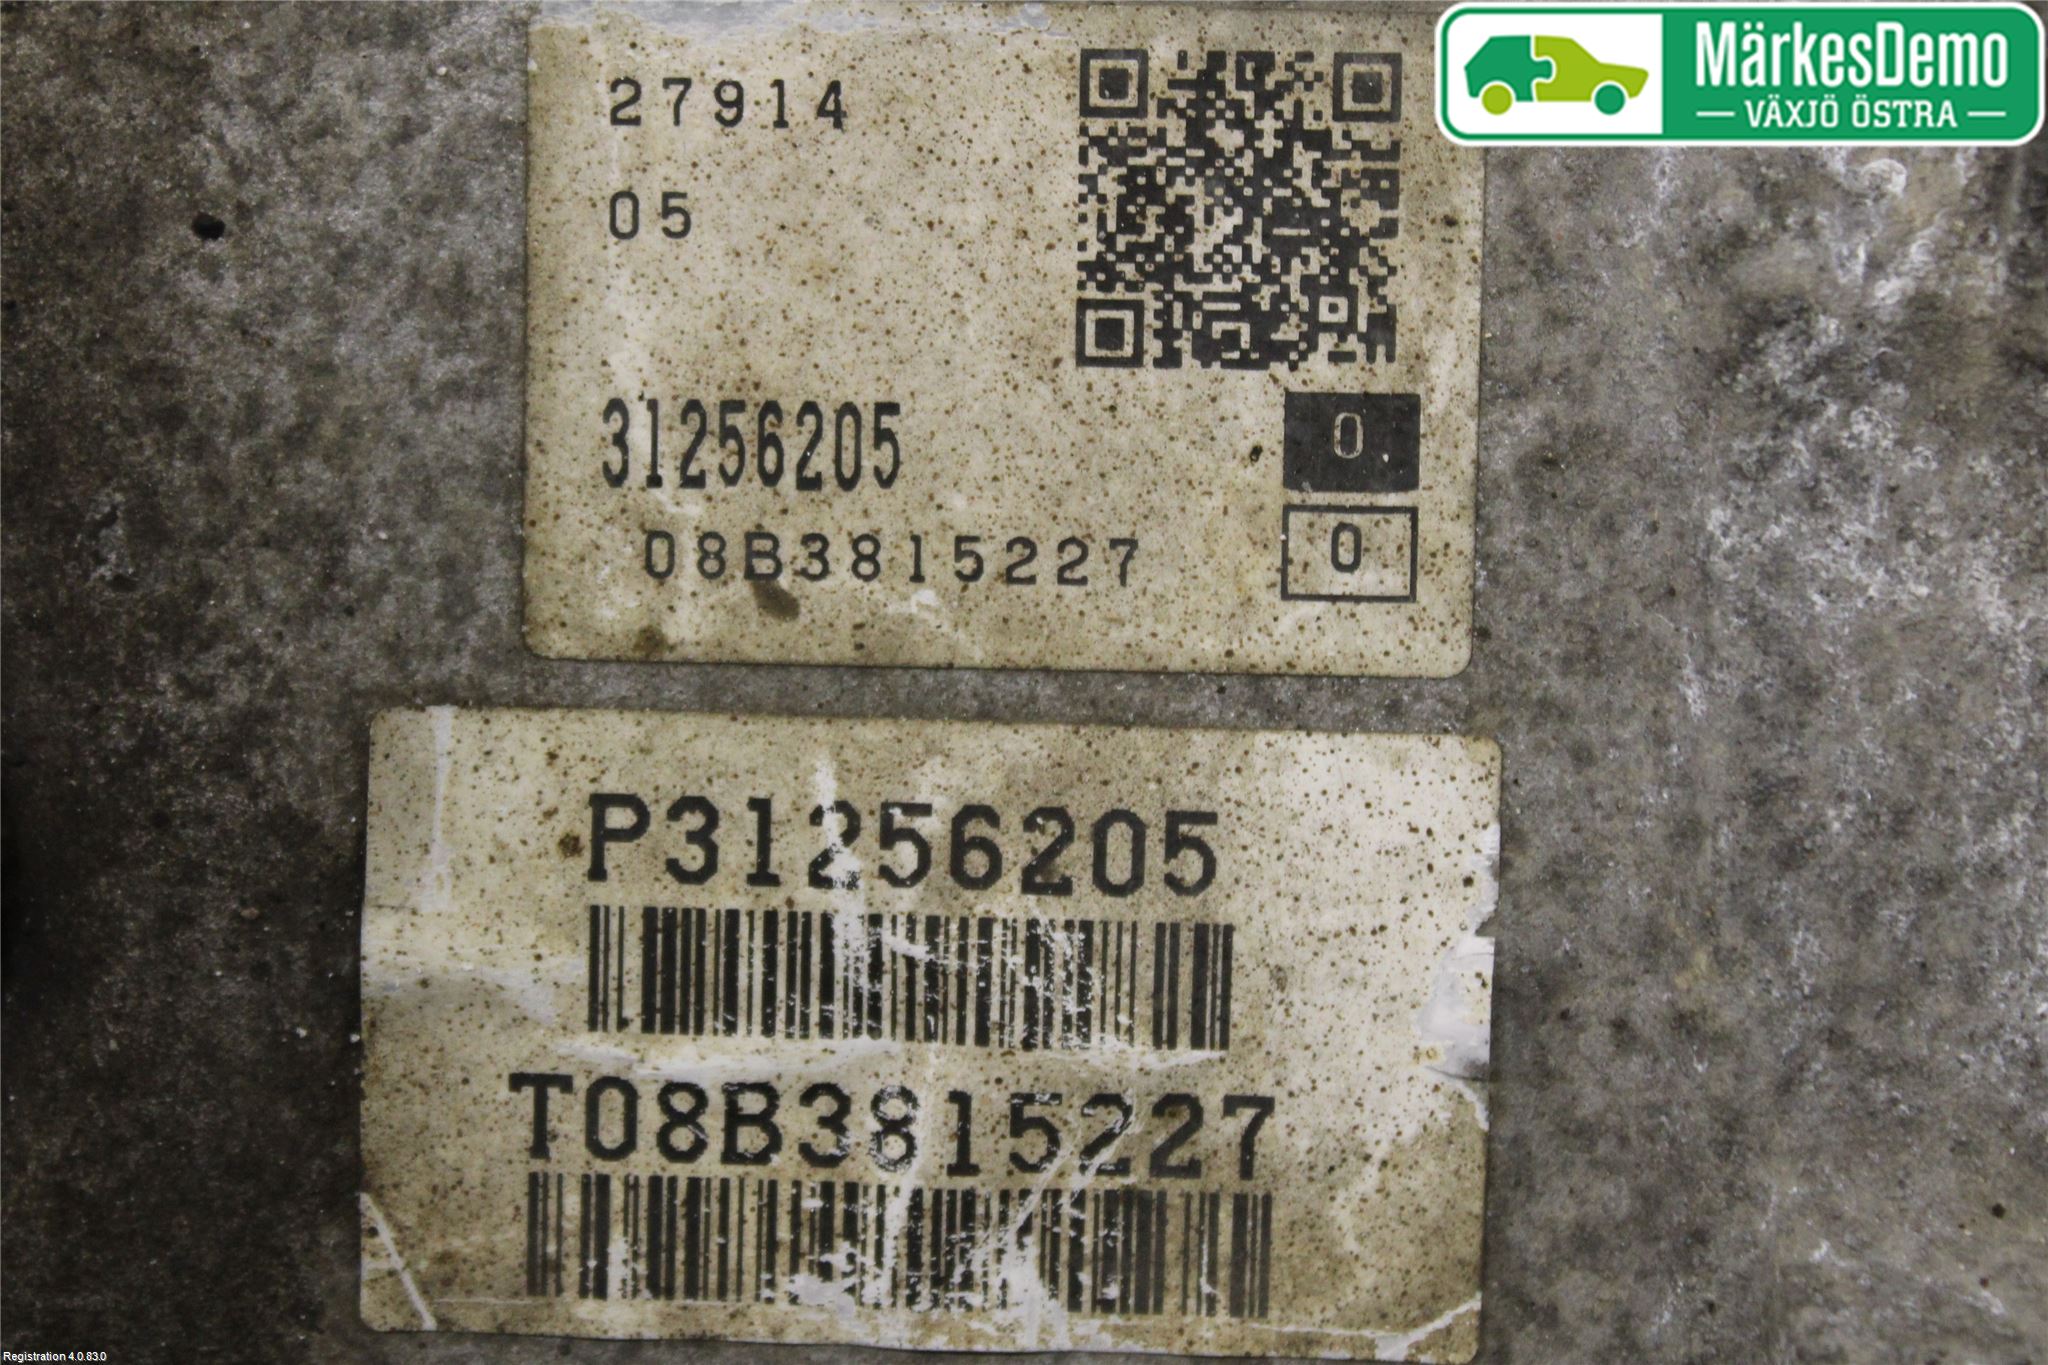 MärkesDemo
VÄXJÖ ÖSTRA
27914
05
31256205
0
08B3815227
0
P31256205
T08B3815227
Registration 4.0.83.0